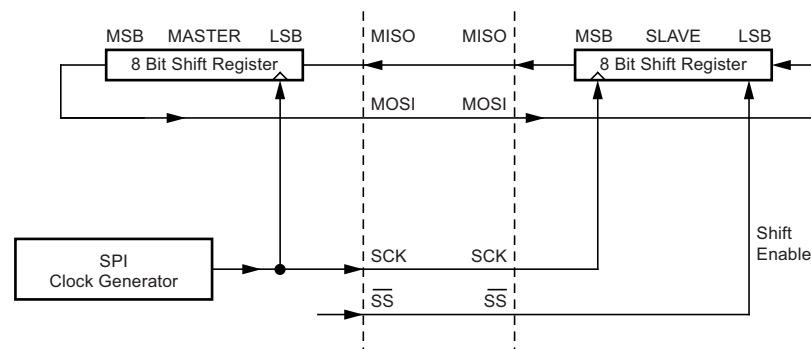 MSB MASTER LSB MISO MISO MSB SLAVE LSB
8 Bit Shift Register 8 Bit Shift Register
MOSI MOSI
SPI
Clock Generator
SCK SCK
Shift
Enable
SS SS